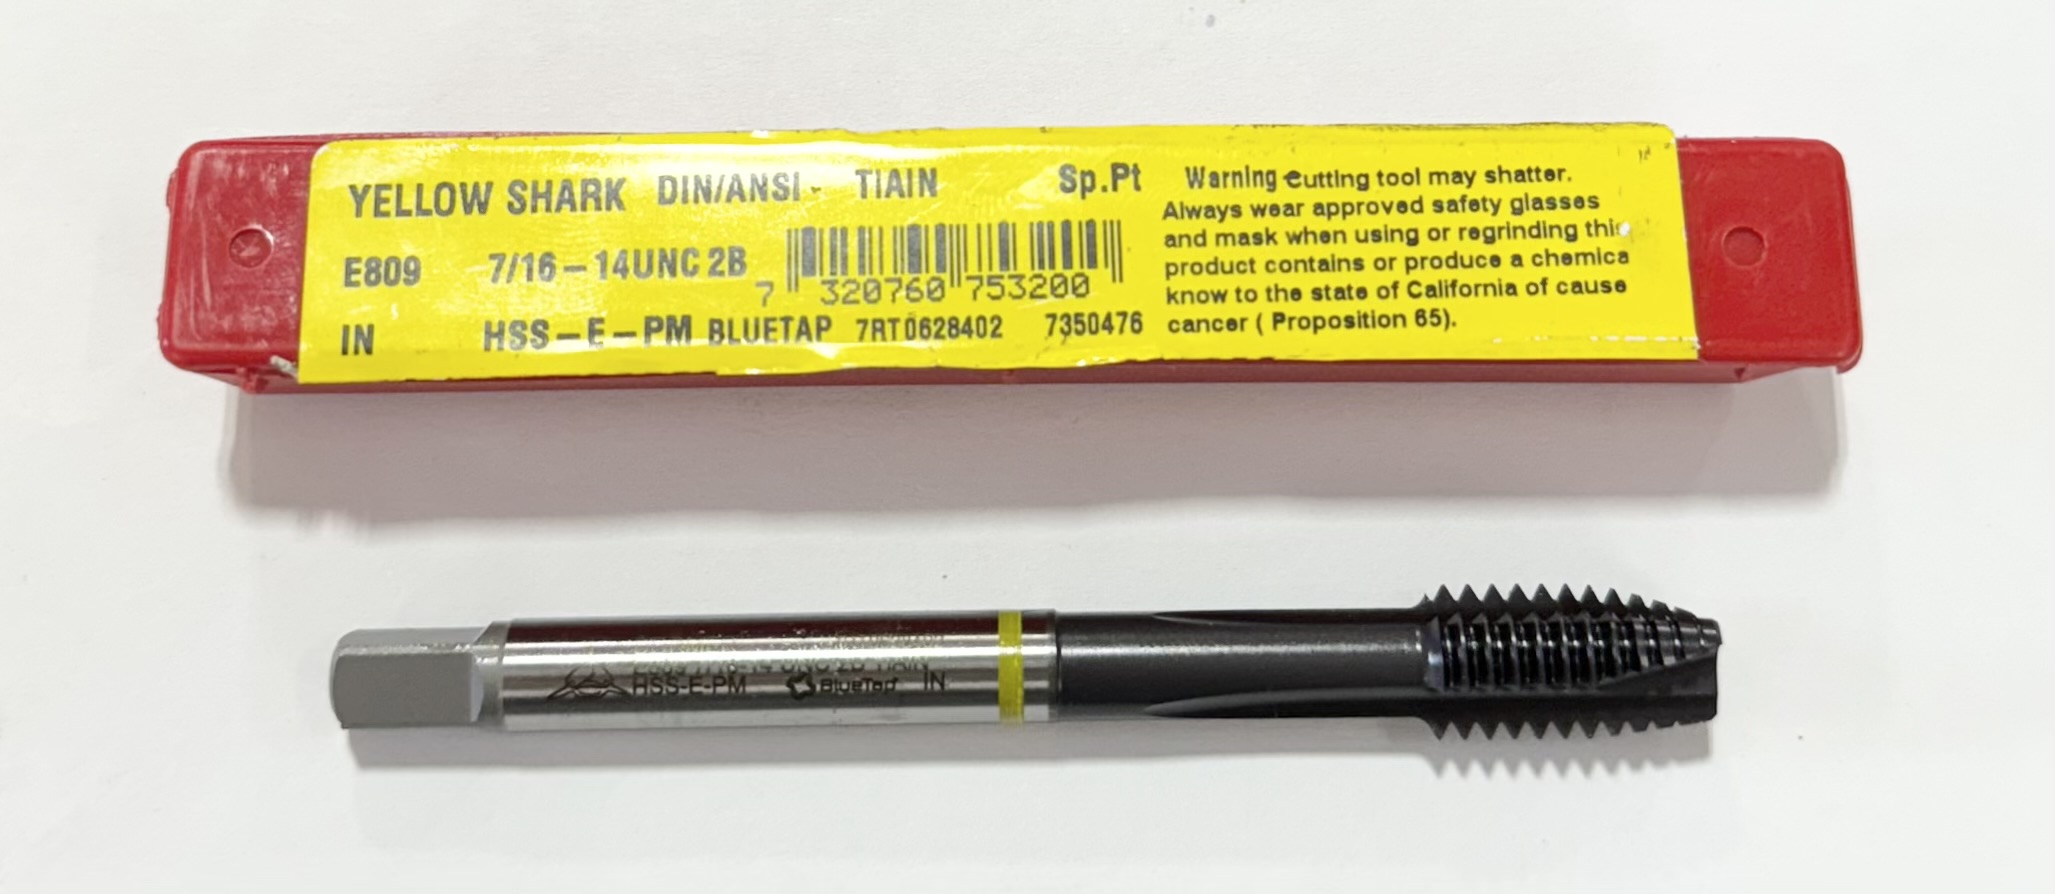 YELLOW SHARK DIN/ANSI - TIAIN Sp.Pt
E809 7/16-14UNC 2B
7 320760 753200
IN HSS-E-PM BLUETAP 7RT0628402 7350476
Warning Cutting tool may shatter.
Always wear approved safety glasses
and mask when using or regrinding this
product contains or produce a chemica
know to the state of California of cause
cancer ( Proposition 65).
UNC 2B TIAIN
HSS-E-PM BlueTap IN